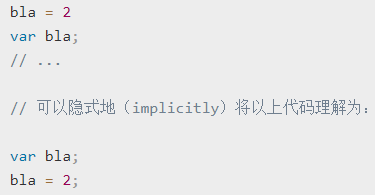 bla = 2
var bla;
// ...
// 可以隐式地（implicitly）将以上代码理解为：
var bla;
bla = 2;